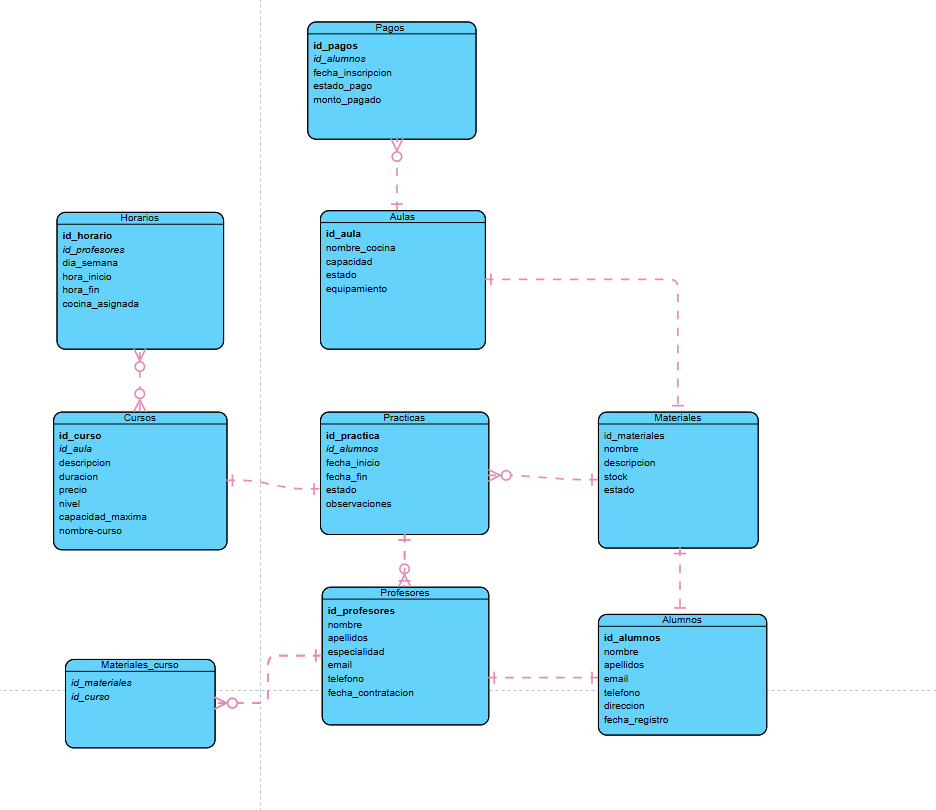 Pagos
id_pagos
id_alumnos
fecha_inscripcion
estado_pago
monto_pagado
Horarios
id_horario
id_profesores
dia_semana
hora_inicio
hora_fin
cocina_asignada
Aulas
id_aula
nombre_cocina
capacidad
estado
equipamiento
Cursos
id_curso
id_aula
descripcion
duracion
precio
nivel
capacidad_maxima
nombre-curso
Practicas
id_practica
id_alumnos
fecha_inicio
fecha_fin
estado
observaciones
Materiales
id_materiales
nombre
descripcion
stock
estado
Materiales_curso
id_materiales
id_curso
Profesores
id_profesores
nombre
apellidos
especialidad
email
telefono
fecha_contratacion
Alumnos
id_alumnos
nombre
apellidos
email
telefono
direccion
fecha_registro